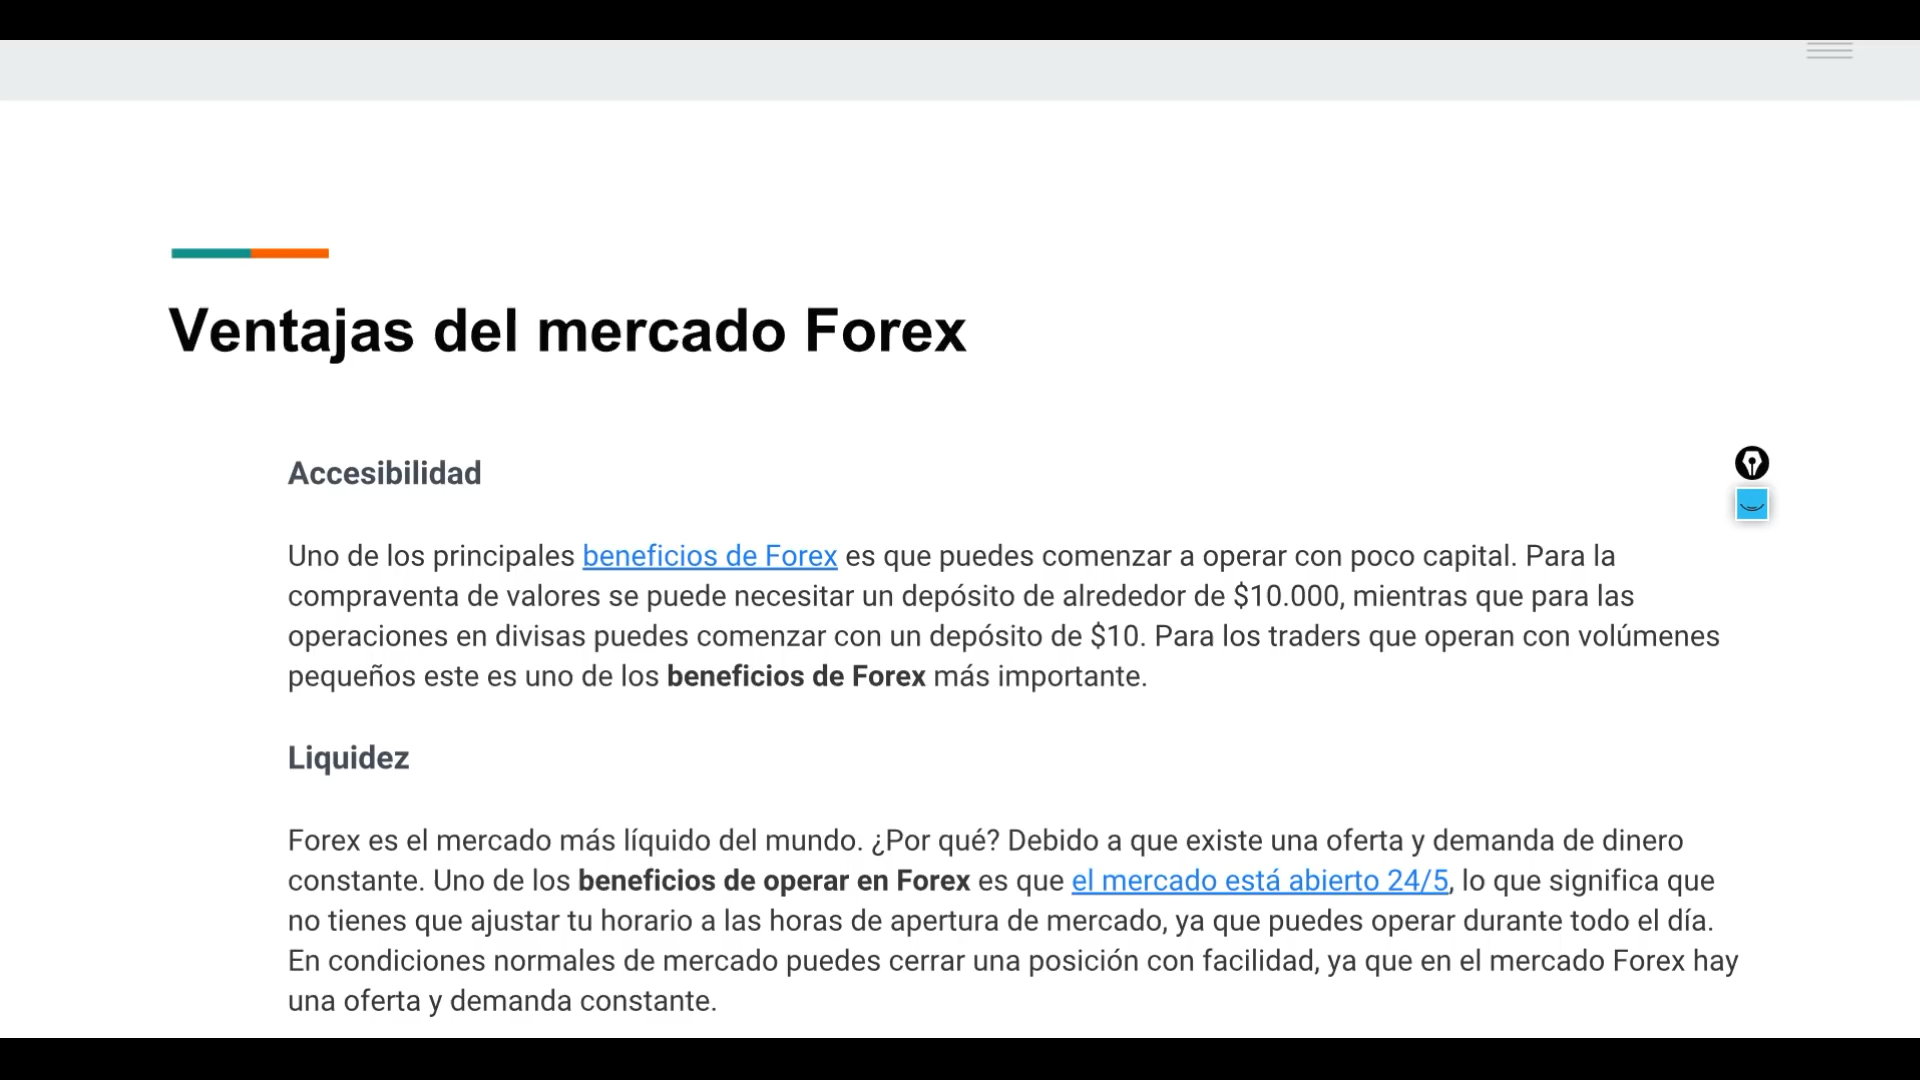 Ventajas del mercado Forex
Accesibilidad
Uno de los principales beneficios de Forex es que puedes comenzar a operar con poco capital. Para la
compraventa de valores se puede necesitar un depósito de alrededor de $10.000, mientras que para las
operaciones en divisas puedes comenzar con un depósito de $10. Para los traders que operan con volúmenes
pequeños este es uno de los beneficios de Forex más importante.
Liquidez
Forex es el mercado más líquido del mundo. ¿Por qué? Debido a que existe una oferta y demanda de dinero
constante. Uno de los beneficios de operar en Forex es que el mercado está abierto 24/5, lo que significa que
no tienes que ajustar tu horario a las horas de apertura de mercado, ya que puedes operar durante todo el día.
En condiciones normales de mercado puedes cerrar una posición con facilidad, ya que en el mercado Forex hay
una oferta y demanda constante.